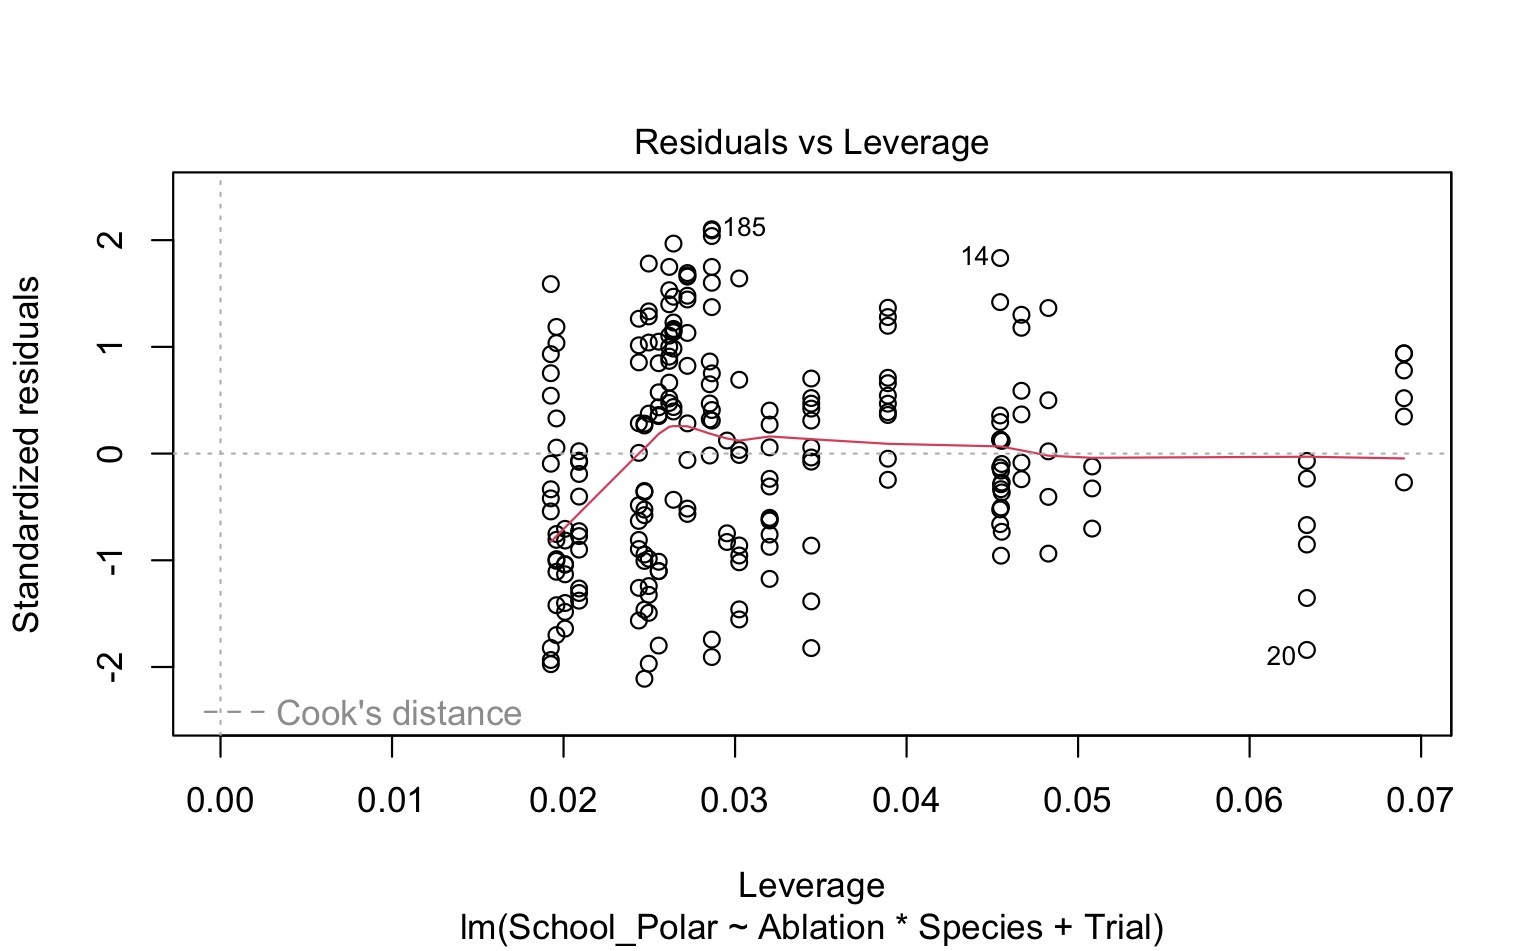 Residuals vs Leverage
Standardized residuals
2
1
0
-1
-2
185
14
20
Cook's distance
0.00 0.01 0.02 0.03 0.04 0.05 0.06 0.07
Leverage
lm(School_Polar ~ Ablation * Species + Trial)